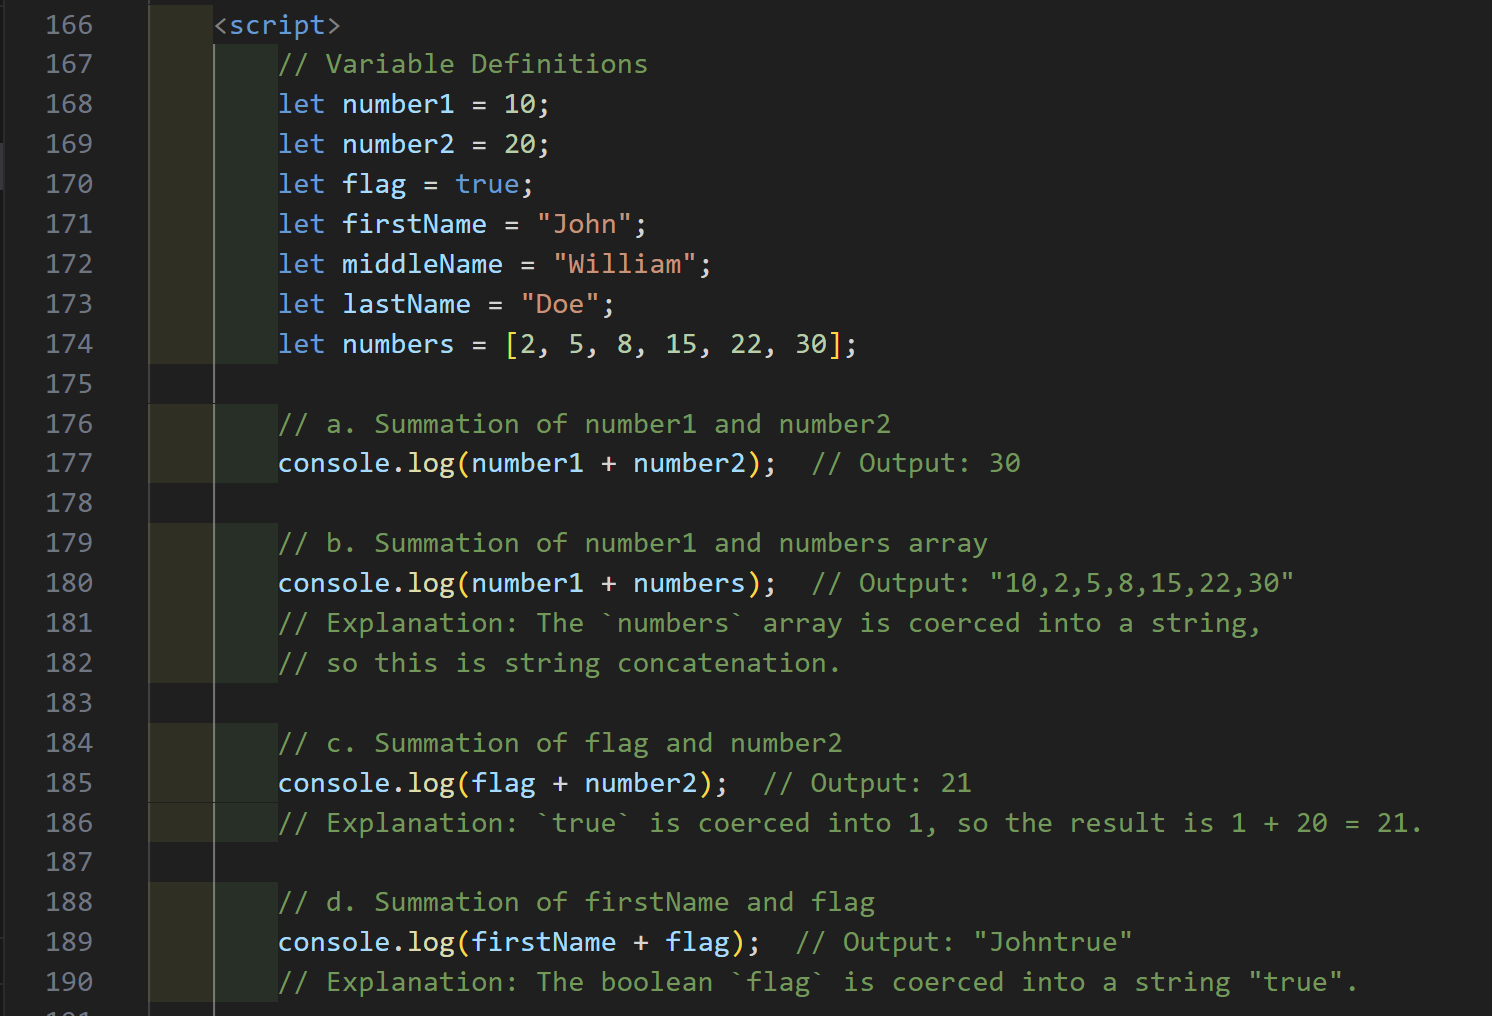 166 <script>
167 // Variable Definitions
168 let number1 = 10;
169 let number2 = 20;
170 let flag = true;
171 let firstName = "John";
172 let middleName = "William";
173 let lastName = "Doe";
174 let numbers = [2, 5, 8, 15, 22, 30];
175
176 // a. Summation of number1 and number2
177 console.log(number1 + number2);  // Output: 30
178
179 // b. Summation of number1 and numbers array
180 console.log(number1 + numbers);  // Output: "10,2,5,8,15,22,30"
181 // Explanation: The `numbers` array is coerced into a string,
182 // so this is string concatenation.
183
184 // c. Summation of flag and number2
185 console.log(flag + number2);  // Output: 21
186 // Explanation: `true` is coerced into 1, so the result is 1 + 20 = 21.
187
188 // d. Summation of firstName and flag
189 console.log(firstName + flag);  // Output: "Johntrue"
190 // Explanation: The boolean `flag` is coerced into a string "true".